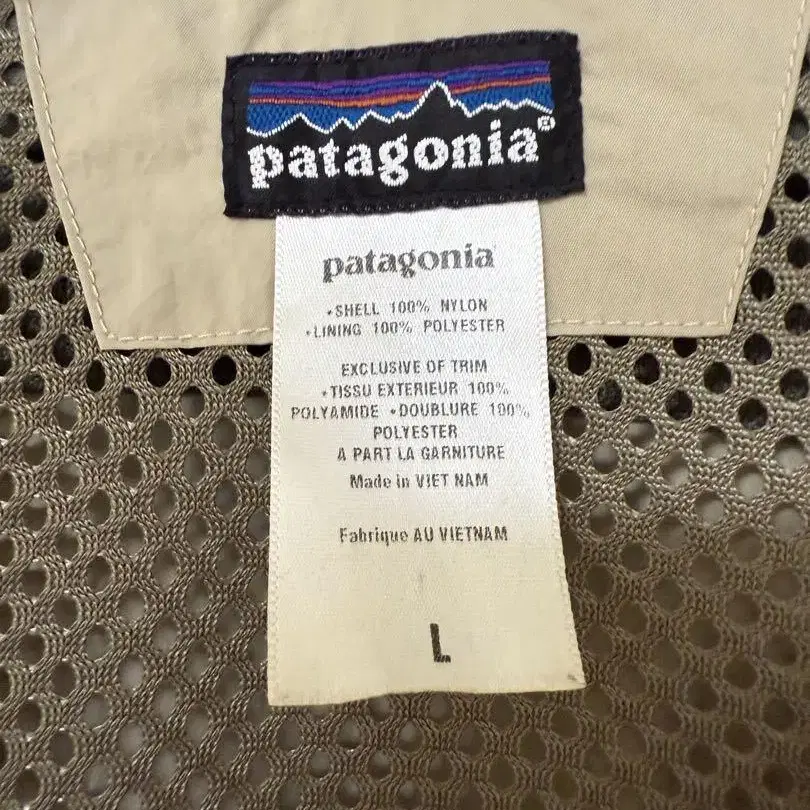 patagonia®
patagonia
•SHELL 100% NYLON
•LINING 100% POLYESTER
EXCLUSIVE OF TRIM
•TISSU EXTERIEUR 100%
POLYAMIDE •DOUBLURE 100%
POLYESTER
A PART LA GARNITURE
Made in VIET NAM
Fabrique AU VIETNAM
L